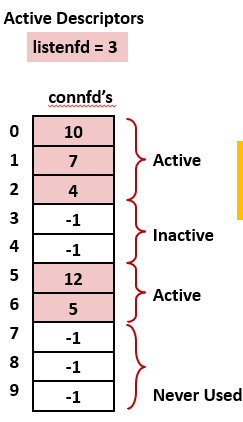 Active Descriptors
listenfd = 3
connfd’s
0 10
1 7 Active
2 4
3 -1
Inactive
4 -1
5 12
Active
6 5
7 -1
8 -1
9 -1 Never Used